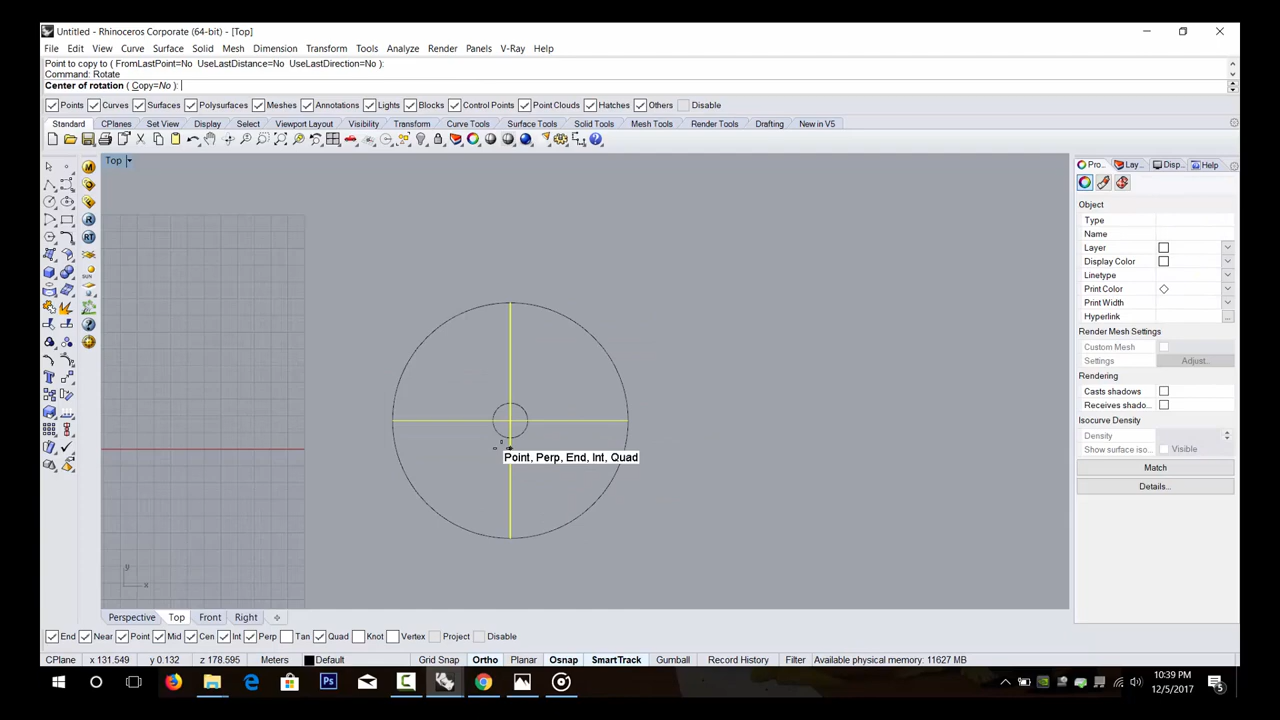 Untitled - Rhinoceros Corporate (64-bit) - [Top]
File Edit View Curve Surface Solid Mesh Dimension Transform Tools Analyze Render Panels V-Ray Help
Point to copy to ( FromLastPoint=No UseLastDistance=No UseLastDirection=No ):
Command: Rotate
Center of rotation ( Copy=No ):
Points Curves Surfaces Polysurfaces Meshes Annotations Lights Blocks Control Points Point Clouds Hatches Others Disable
Standard CPlanes Set View Display Select Viewport Layout Visibility Transform Curve Tools Surface Tools Solid Tools Mesh Tools Render Tools Drafting New in V5
Top
Pro... Lay... Disp... Help
Object
Type
Name
Layer
Display Color
Linetype
Print Color
Print Width
Hyperlink ...
Render Mesh Settings
Custom Mesh
Settings Adjust...
Rendering
Casts shadows
Receives shado...
Isocurve Density
Density
Show surface iso... Visible
Match
Details...
Point, Perp, End, Int, Quad
y
x
M
R
RT
SUN
Perspective Top Front Right
End Near Point Mid Cen Int Perp Tan Quad Knot Vertex Project Disable
CPlane x 131.549 y 0.132 z 178.595 Meters Default Grid Snap Ortho Planar Osnap SmartTrack Gumball Record History Filter Available physical memory: 11627 MB
Ps
10:39 PM
12/5/2017
5